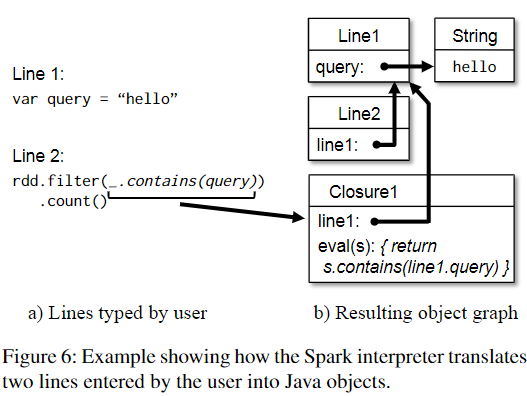 Line 1:
var query = “hello”
Line 2:
rdd.filter(_.contains(query))
.count()
a) Lines typed by user
Line1
query:
String
hello
Line2
line1:
Closure1
line1:
eval(s): { return
s.contains(line1.query) }
b) Resulting object graph
Figure 6: Example showing how the Spark interpreter translates
two lines entered by the user into Java objects.